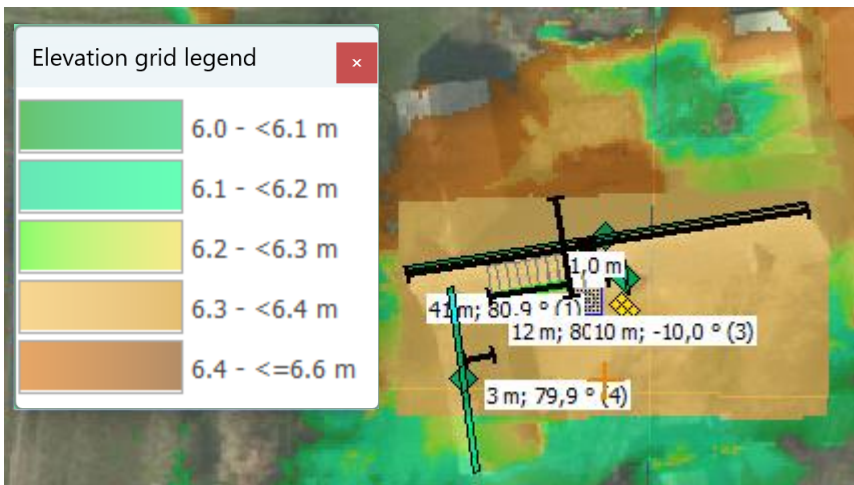 Elevation grid legend
×
6.0 - <6.1 m
6.1 - <6.2 m
6.2 - <6.3 m
6.3 - <6.4 m
6.4 - <=6.6 m
1,0 m
41 m; 80,9 ° (1)
12 m; 80
10 m; -10,0 ° (3)
3 m; 79,9 ° (4)